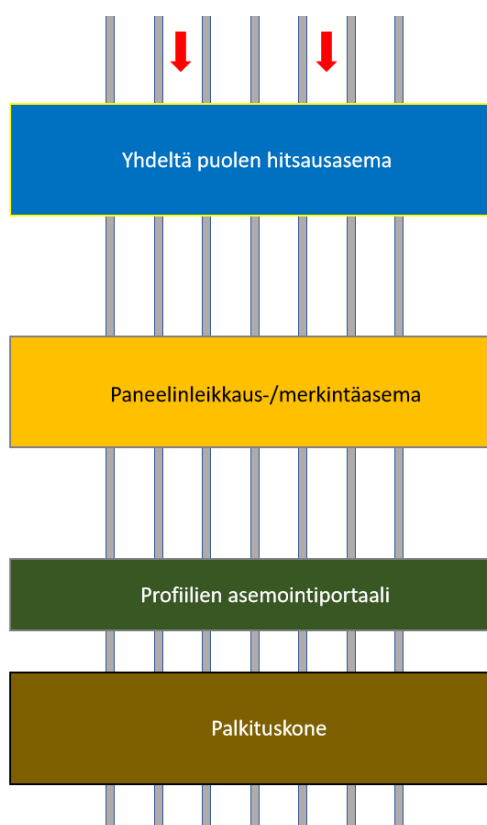 Yhdeltä puolen hitsausasema
Paneelinleikkaus-/merkintäasema
Profiilien asemointiportaali
Palkituskone